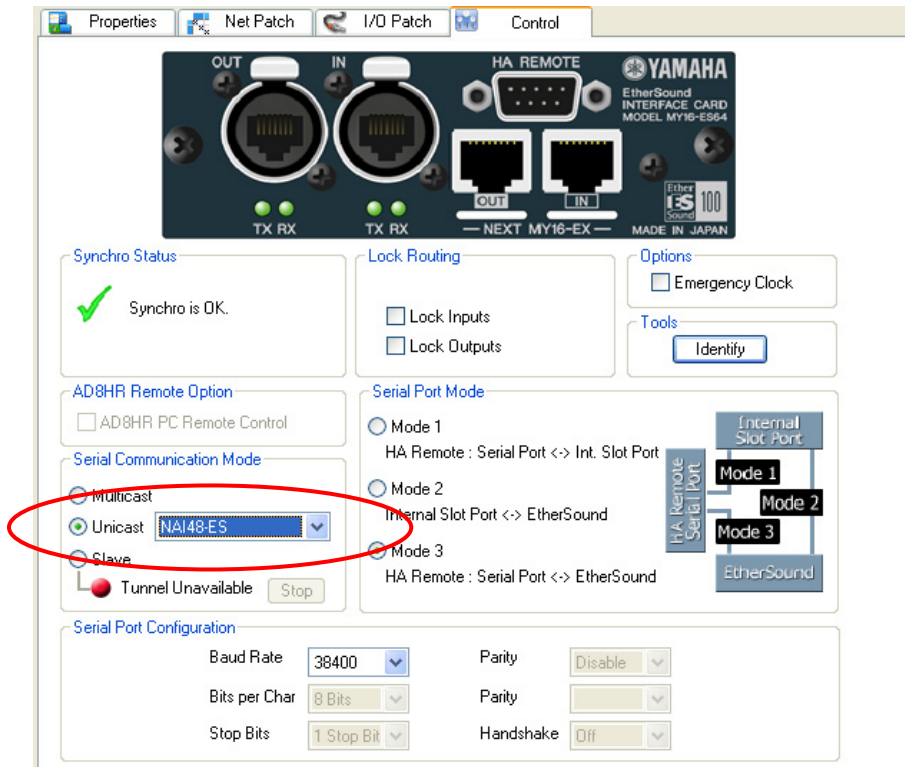 Properties Net Patch I/O Patch Control
OUT IN HA REMOTE YAMAHA
EtherSound
INTERFACE CARD
MODEL MY16-ES64
OUT IN
Ether
ES 100
Sound
TX RX TX RX NEXT MY16-EX MADE IN JAPAN
Synchro Status
Synchro is OK.
Lock Routing
Lock Inputs
Lock Outputs
Options
Emergency Clock
Tools
Identify
AD8HR Remote Option
AD8HR PC Remote Control
Serial Communication Mode
Multicast
Unicast NAI48-ES
Slave
Tunnel Unavailable Stop
Serial Port Mode
Mode 1
HA Remote : Serial Port <-> Int. Slot Port
Mode 2
Internal Slot Port <-> EtherSound
Mode 3
HA Remote : Serial Port <-> EtherSound
Internal
Slot Port
HA Remote
Serial Port
Mode 1
Mode 2
Mode 3
EtherSound
Serial Port Configuration
Baud Rate 38400 Parity Disable
Bits per Char 8 Bits Parity
Stop Bits 1 Stop Bit Handshake Off